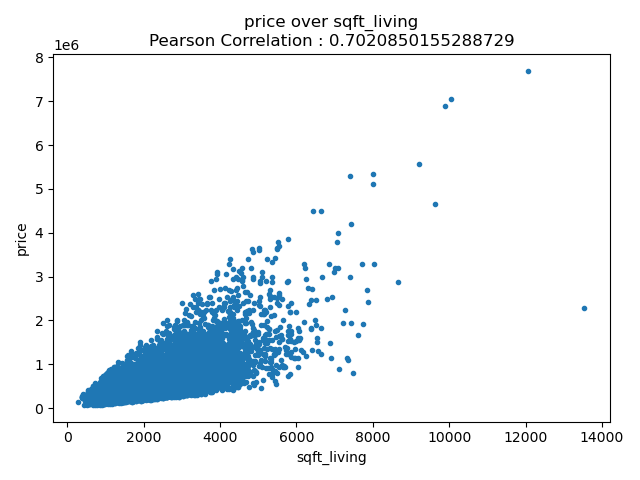 price over sqft_living
Pearson Correlation : 0.7020850155288729
1e6
8
7
6
5
4
3
2
1
0
price
0 2000 4000 6000 8000 10000 12000 14000
sqft_living